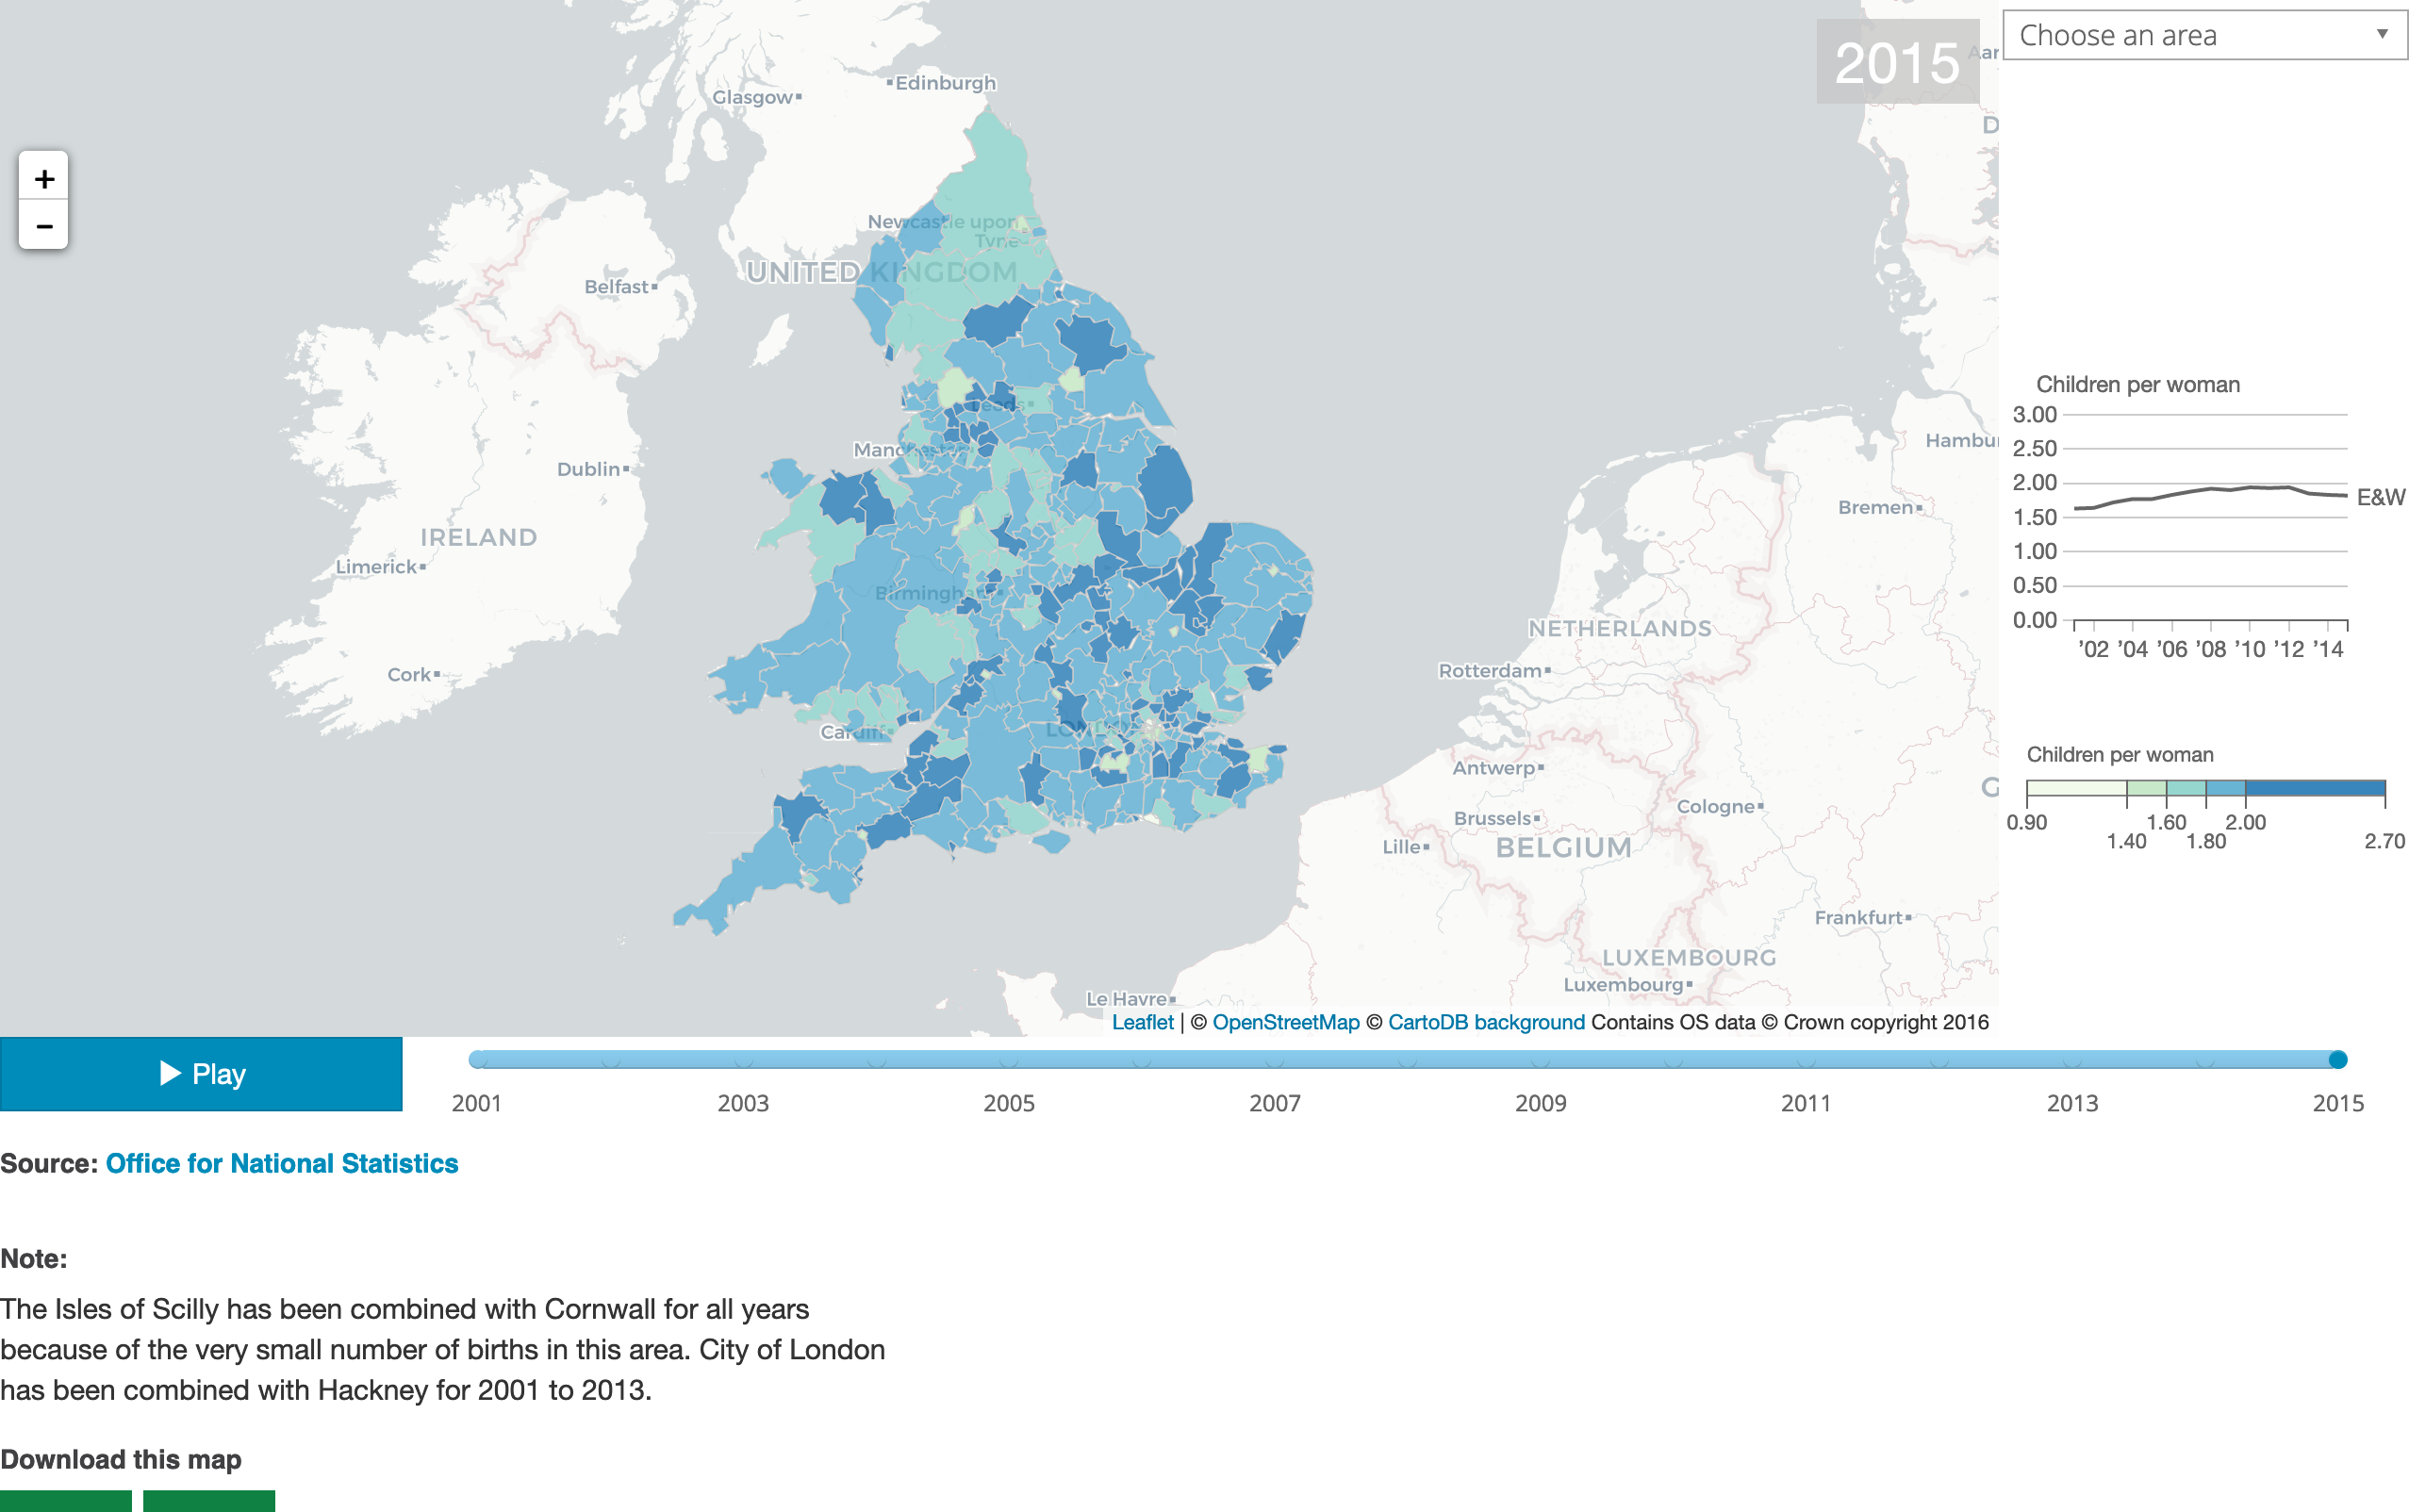 2015
Choose an area
Aar
Edinburgh
Glasgow
D
+
-
Newcastle upon
Tyne
UNITED KINGDOM
Belfast
Children per woman
3.00
2.50
2.00
1.50
1.00
0.50
0.00
E&W
'02 '04 '06 '08 '10 '12 '14
Leeds
Manchester
Hambu
Dublin
Bremen
IRELAND
Limerick
Birmingham
NETHERLANDS
Rotterdam
Cork
Cardiff
LONDON
Children per woman
0.90 1.60 2.00
1.40 1.80 2.70
Antwerp
G
Cologne
Brussels
Lille
BELGIUM
Frankfurt
LUXEMBOURG
Luxembourg
Le Havre
Leaflet | © OpenStreetMap © CartoDB background Contains OS data © Crown copyright 2016
Play
2001 2003 2005 2007 2009 2011 2013 2015
Source: Office for National Statistics
Note:
The Isles of Scilly has been combined with Cornwall for all years
because of the very small number of births in this area. City of London
has been combined with Hackney for 2001 to 2013.
Download this map